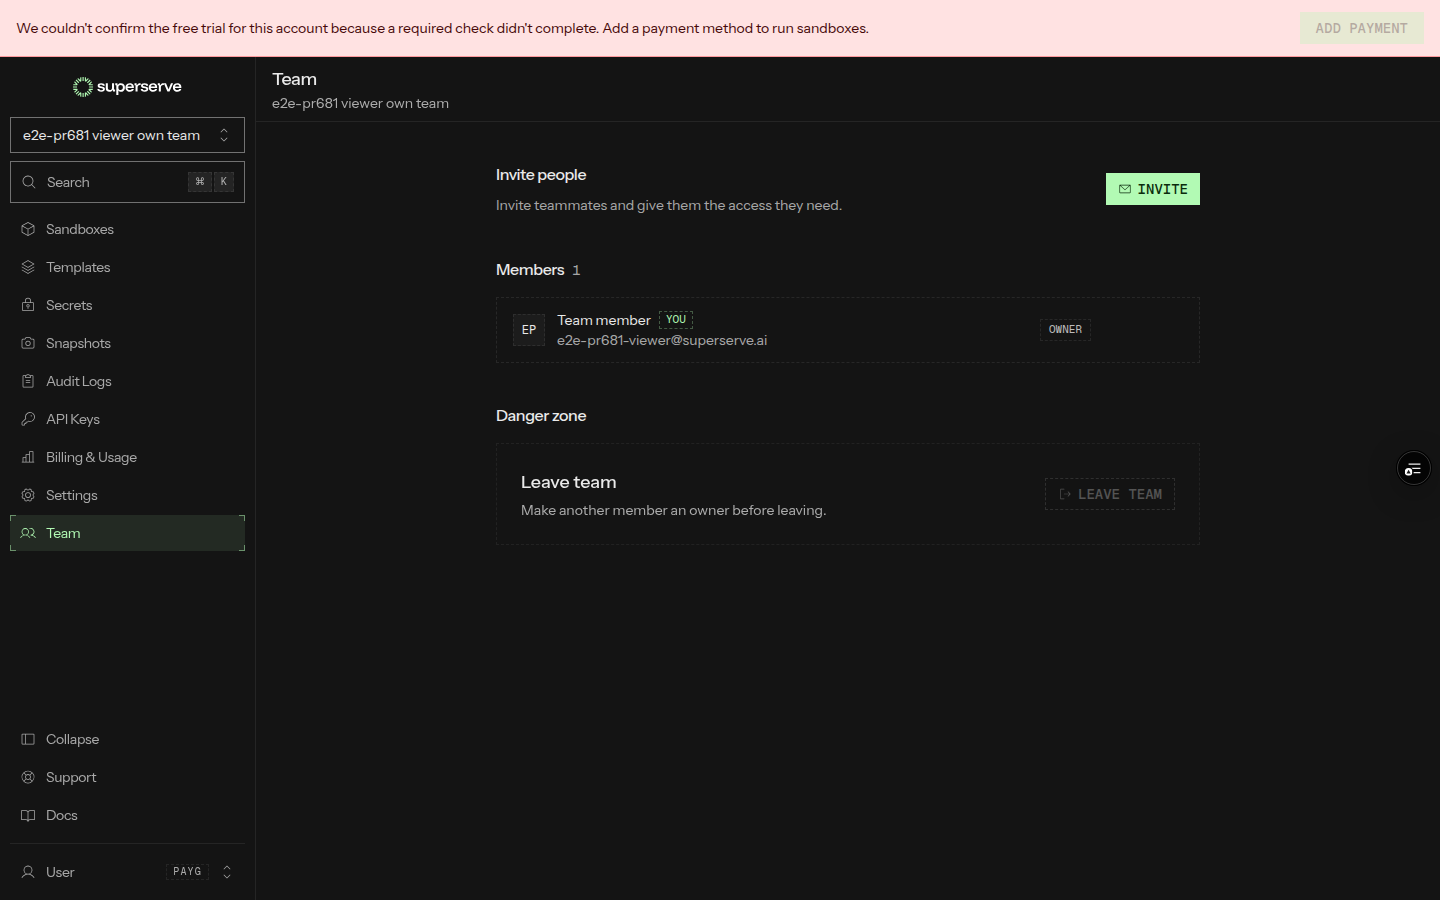 We couldn't confirm the free trial for this account because a required check didn't complete. Add a payment method to run sandboxes.
ADD PAYMENT
superserve
e2e-pr681 viewer own team
Search
⌘ K
Sandboxes
Templates
Secrets
Snapshots
Audit Logs
API Keys
Billing & Usage
Settings
Team
Collapse
Support
Docs
User
PAYG
Team
e2e-pr681 viewer own team
Invite people
Invite teammates and give them the access they need.
INVITE
Members 1
EP
Team member YOU
e2e-pr681-viewer@superserve.ai
OWNER
Danger zone
Leave team
Make another member an owner before leaving.
LEAVE TEAM